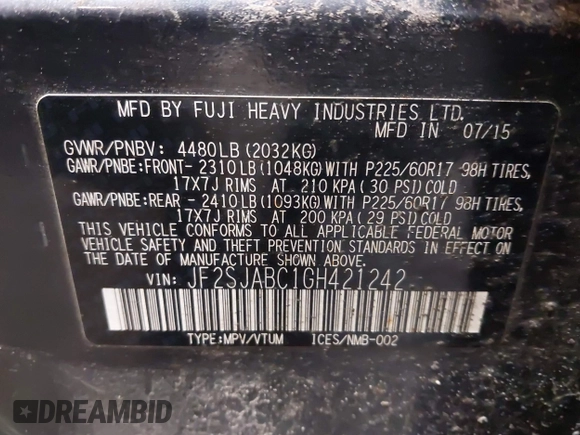 MFD BY FUJI HEAVY INDUSTRIES LTD.
MFD IN 07/15
GVWR/PNBV: 4480LB(2032KG)
GAWR/PNBE:FRONT- 2310LB(1048KG)WITH P225/60R17 98H TIRES,
17X7J RIMS AT 210 KPA(30 PSI)COLD
GAWR/PNBE:REAR - 2410LB(1093KG)WITH P225/60R17 98H TIRES,
17X7J RIMS AT 200 KPA(29 PSI)COLD
THIS VEHICLE CONFORMS TO ALL APPLICABLE FEDERAL MOTOR
VEHICLE SAFETY AND THEFT PREVENTION STANDARDS IN EFFECT ON
THE DATE OF MANUFACTURE SHOWN ABOVE.
VIN: JF2SJABC1GH421242
TYPE:MPV/VTUM ICES/NMB-002
DREAMBID